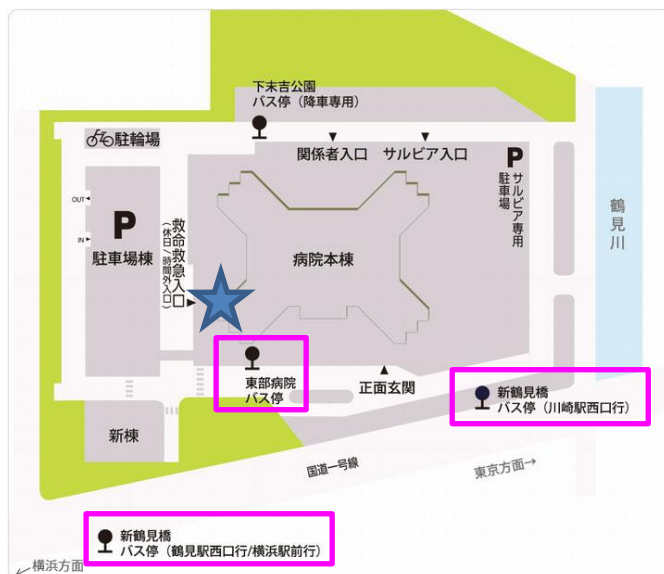 下末吉公園
バス停（降車専用）
駐輪場
関係者入口
サルビア入口
P
サルビア専用
駐車場
OUT
P
IN
駐車場棟
救命救急入口
(休日/時間外入口)
病院本棟
鶴見川
東部病院
バス停
正面玄関
新鶴見橋
バス停（川崎駅西口行）
新棟
国道一号線
東京方面→
新鶴見橋
バス停（鶴見駅西口行/横浜駅前行）
横浜方面